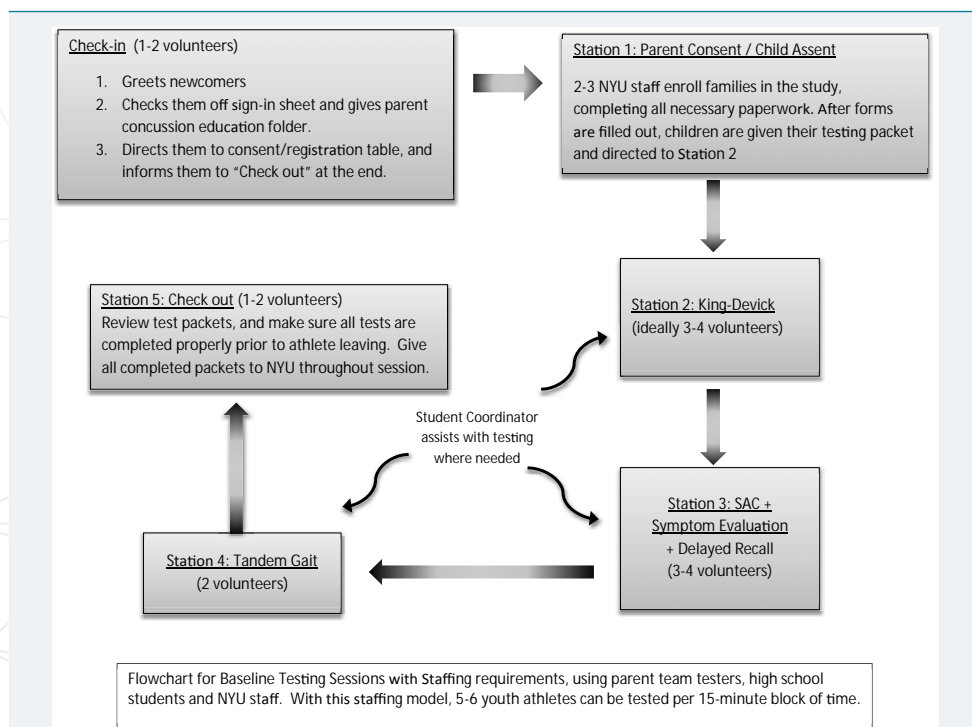 Check-in (1-2 volunteers)
1. Greets newcomers
2. Checks them off sign-in sheet and gives parent
concussion education folder.
3. Directs them to consent/registration table, and
informs them to “Check out” at the end.
Station 1: Parent Consent / Child Assent
2-3 NYU staff enroll families in the study,
completing all necessary paperwork. After forms
are filled out, children are given their testing packet
and directed to Station 2
Station 2: King-Devick
(ideally 3-4 volunteers)
Station 3: SAC +
Symptom Evaluation
+ Delayed Recall
(3-4 volunteers)
Station 4: Tandem Gait
(2 volunteers)
Station 5: Check out (1-2 volunteers)
Review test packets, and make sure all tests are
completed properly prior to athlete leaving. Give
all completed packets to NYU throughout session.
Student Coordinator
assists with testing
where needed
Flowchart for Baseline Testing Sessions with Staffing requirements, using parent team testers, high school
students and NYU staff. With this staffing model, 5-6 youth athletes can be tested per 15-minute block of time.